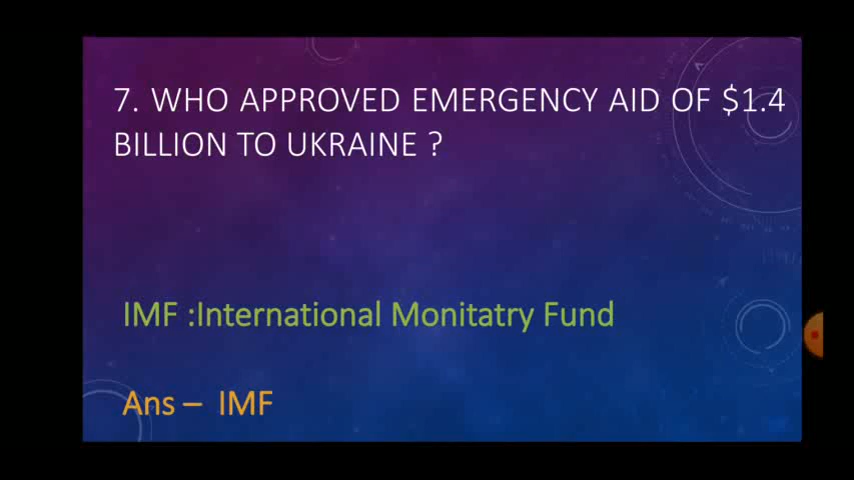 7. WHO APPROVED EMERGENCY AID OF $1.4
BILLION TO UKRAINE ?
IMF :International Monitatry Fund
Ans – IMF